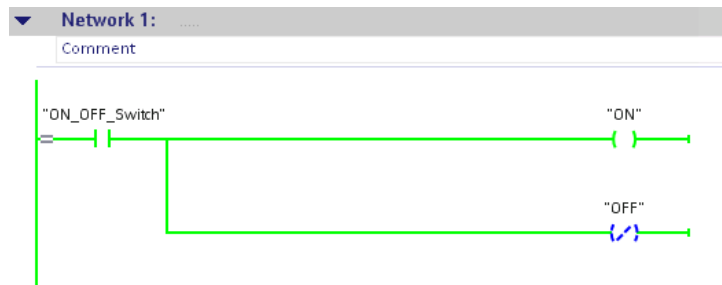 Network 1: .....
Comment
"ON_OFF_Switch"
"ON"
"OFF"